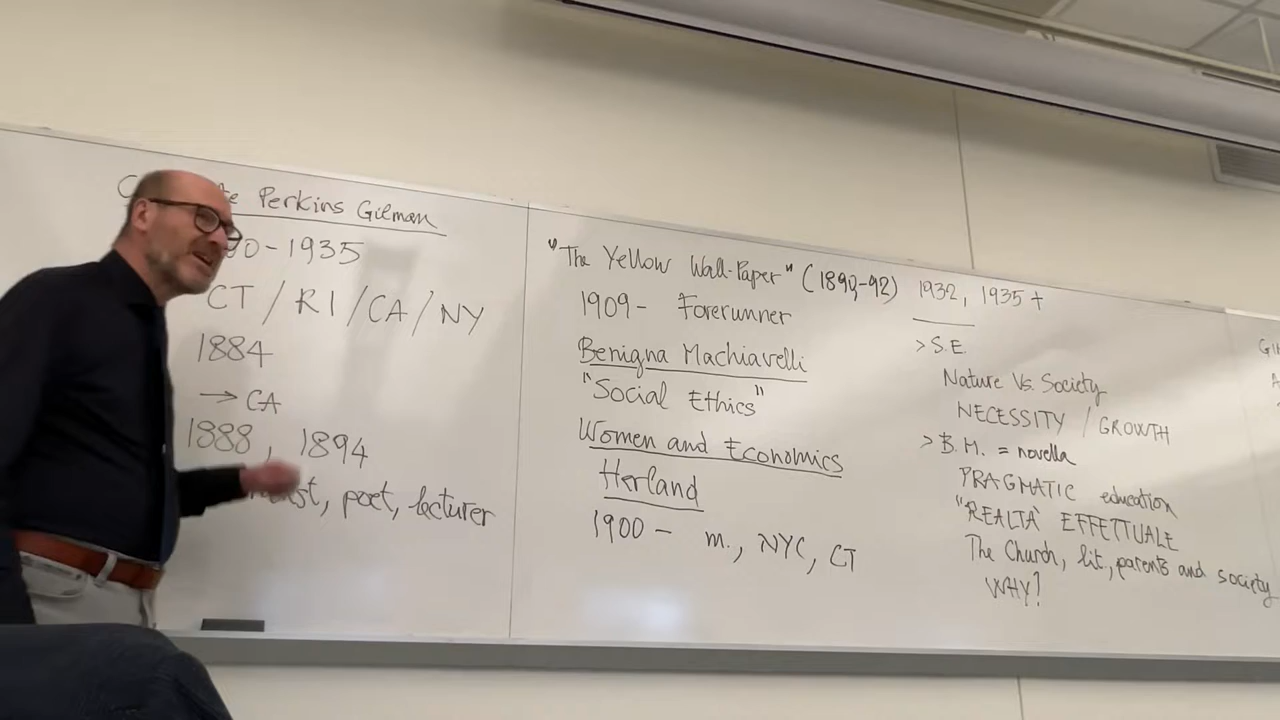 Perkins Gilman
-1935
CT / RI / CA / NY
1884
→ CA
1888, 1894
poet, lecturer
"The Yellow Wall-Paper" (1890-92)
1909 - Forerunner
Benigna Machiavelli
"Social Ethics"
Women and Economics
Herland
1900 - m., NYC, CT
1932, 1935 +
> S.E.
Nature Vs. Society
NECESSITY / GROWTH
> B.M. = novella
PRAGMATIC education
"REALTÀ EFFETTUALE
The Church, lit., parents and society
WHY?